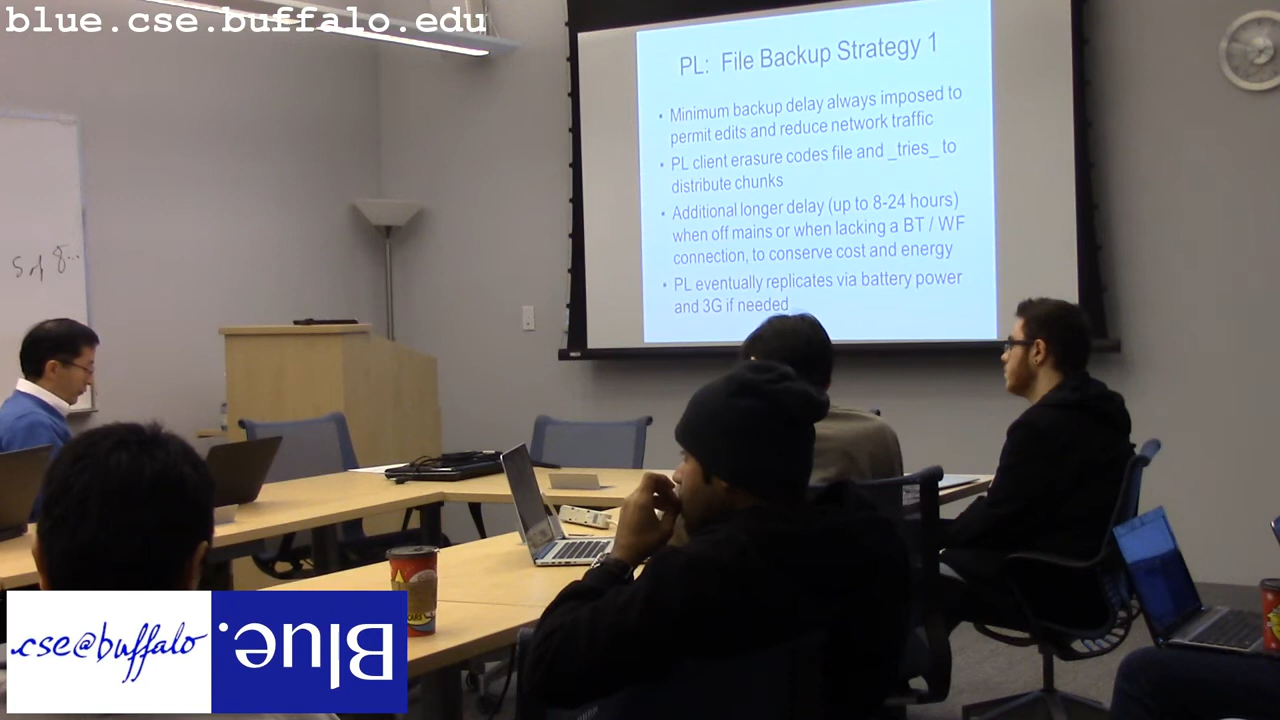 blue.cse.buffalo.edu
PL: File Backup Strategy 1
• Minimum backup delay always imposed to
permit edits and reduce network traffic
• PL client erasure codes file and _tries_ to
distribute chunks
• Additional longer delay (up to 8-24 hours)
when off mains or when lacking a BT / WF
connection, to conserve cost and energy
• PL eventually replicates via battery power
and 3G if needed
5 of 8...
cse@buffalo
Blue.